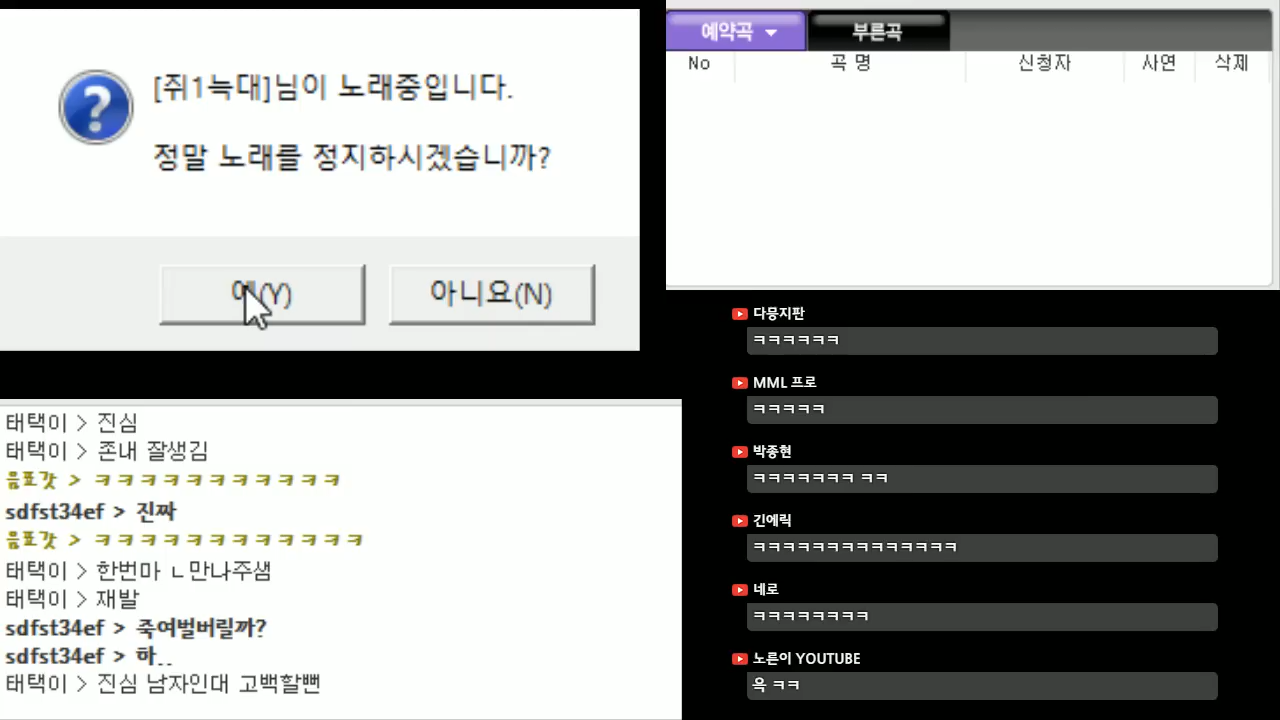 [쥐1늑대]님이 노래중입니다.
정말 노래를 정지하시겠습니까?
예(Y)
아니요(N)
예약곡
부른곡
No 곡 명 신청자 사연 삭제
태택이 > 진심
태택이 > 존내 잘생김
음표갓 > ㅋㅋㅋㅋㅋㅋㅋㅋㅋㅋㅋ
sdfst34ef > 진짜
음표갓 > ㅋㅋㅋㅋㅋㅋㅋㅋㅋㅋㅋㅋ
태택이 > 한번마 ㄴ만나주샘
태택이 > 재발
sdfst34ef > 죽여벌버릴까?
sdfst34ef > 하..
태택이 > 진심 남자인대 고백할뻔
다뭉지판
ㅋㅋㅋㅋㅋㅋ
MML 프로
ㅋㅋㅋㅋㅋ
박종현
ㅋㅋㅋㅋㅋㅋㅋ ㅋㅋ
긴에릭
ㅋㅋㅋㅋㅋㅋㅋㅋㅋㅋㅋㅋㅋㅋ
네로
ㅋㅋㅋㅋㅋㅋㅋㅋ
노른이 YOUTUBE
윽 ㅋㅋ